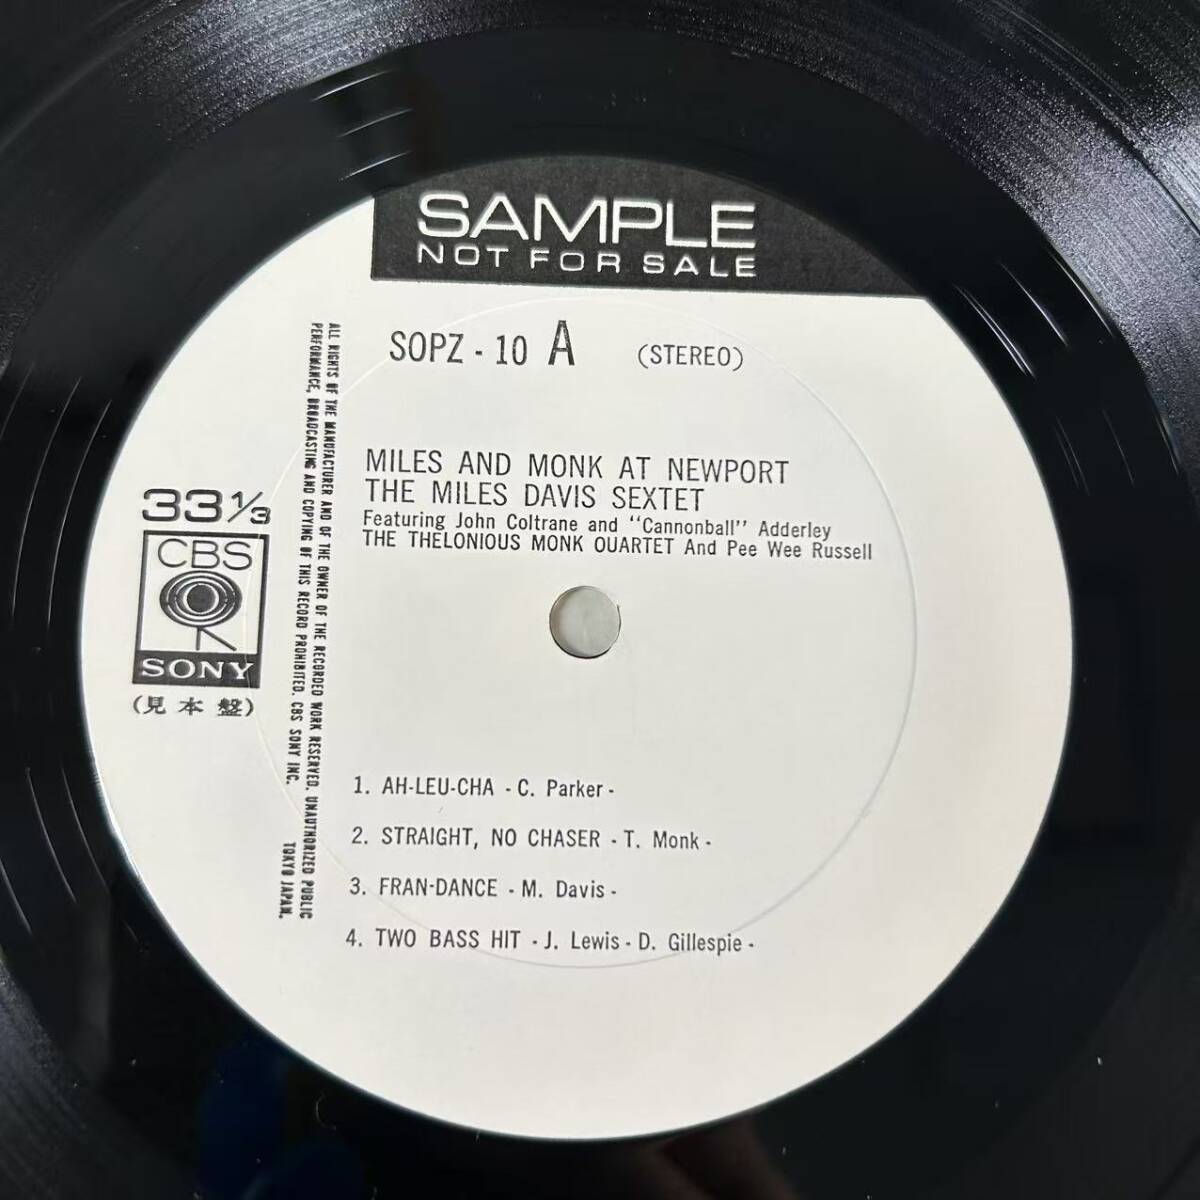 SAMPLE
NOT FOR SALE
SOPZ - 10 A (STEREO)
MILES AND MONK AT NEWPORT
THE MILES DAVIS SEXTET
Featuring John Coltrane and "Cannonball" Adderley
THE THELONIOUS MONK QUARTET And Pee Wee Russell
33 1/3
CBS
SONY
(見本盤)
ALL RIGHTS OF THE MANUFACTURER AND OF THE OWNER OF THE RECORDED WORK RESERVED. UNAUTHORIZED PUBLIC
PERFORMANCE, BROADCASTING AND COPYING OF THIS RECORD PROHIBITED. CBS SONY INC. TOKYO JAPAN.
1. AH-LEU-CHA - C. Parker -
2. STRAIGHT, NO CHASER - T. Monk -
3. FRAN-DANCE - M. Davis -
4. TWO BASS HIT - J. Lewis - D. Gillespie -